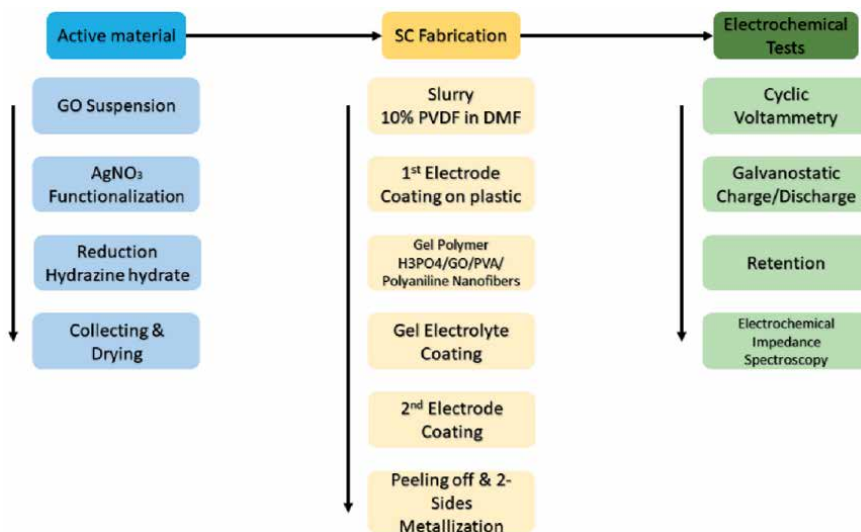 Active material
SC Fabrication
Electrochemical
Tests
GO Suspension
AgNO₃
Functionalization
Reduction
Hydrazine hydrate
Collecting &
Drying
Slurry
10% PVDF in DMF
1st Electrode
Coating on plastic
Gel Polymer
H3PO4/GO/PVA/
Polyaniline Nanofibers
Gel Electrolyte
Coating
2nd Electrode
Coating
Peeling off & 2-
Sides
Metallization
Cyclic
Voltammetry
Galvanostatic
Charge/Discharge
Retention
Electrochemical
Impedance
Spectroscopy